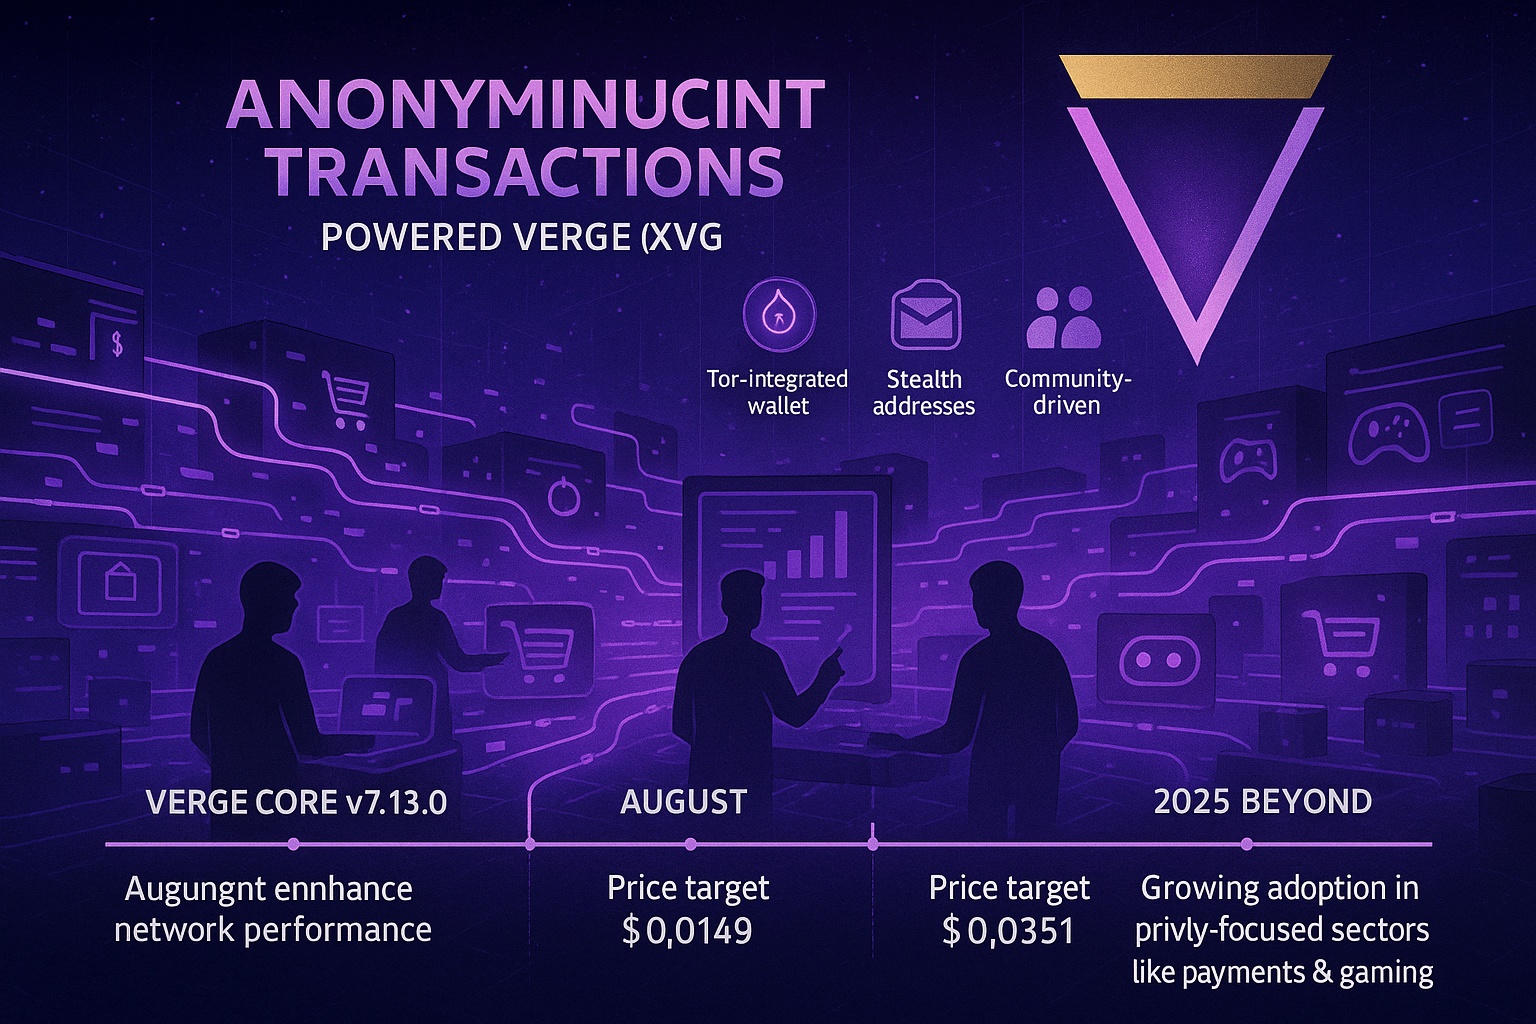 ANONYMINUCINT
TRANSACTIONS
POWERED VERGE (XVG
$
Tor-integrated
wallet
Stealth
addresses
Community-
driven
VERGE CORE v7.13.0
Augungnt ennhance
network performance
AUGUST
Price target
$0,0149
Price target
$0,0351
2025 BEYOND
Growing adoption in
privly-focused sectors
like payments & gaming